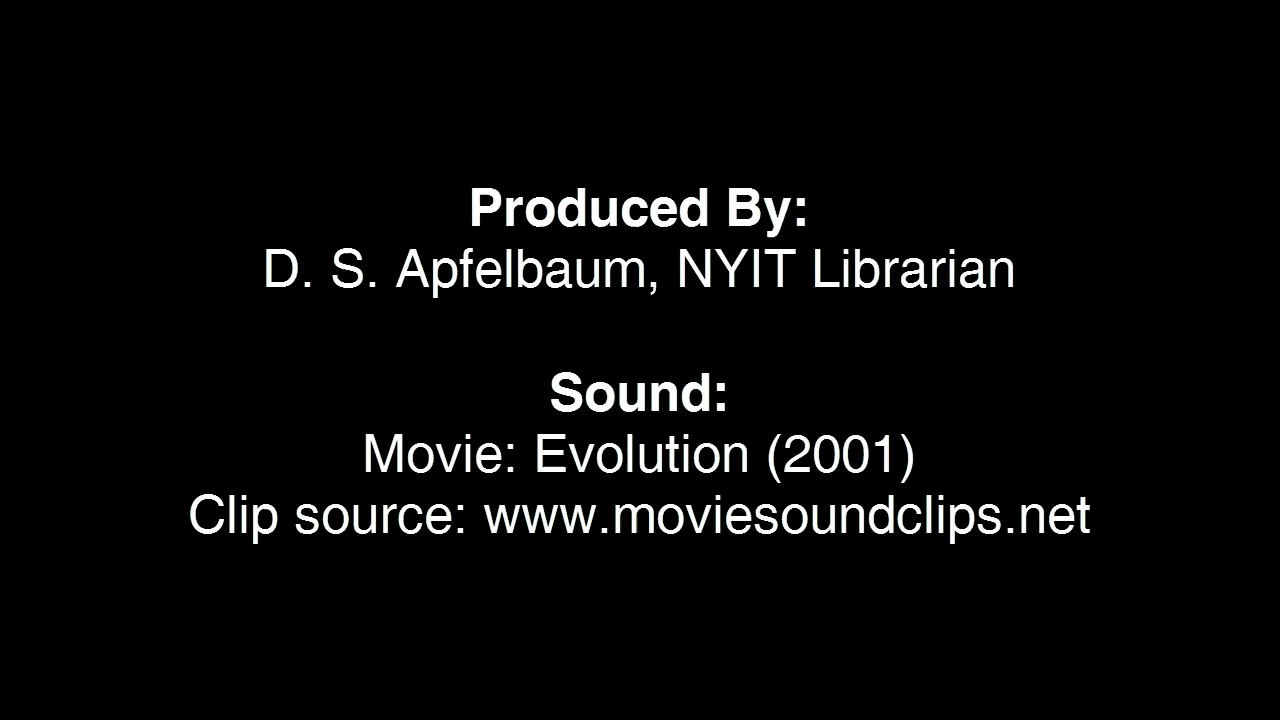 Produced By:
D. S. Apfelbaum, NYIT Librarian
Sound:
Movie: Evolution (2001)
Clip source: www.moviesoundclips.net